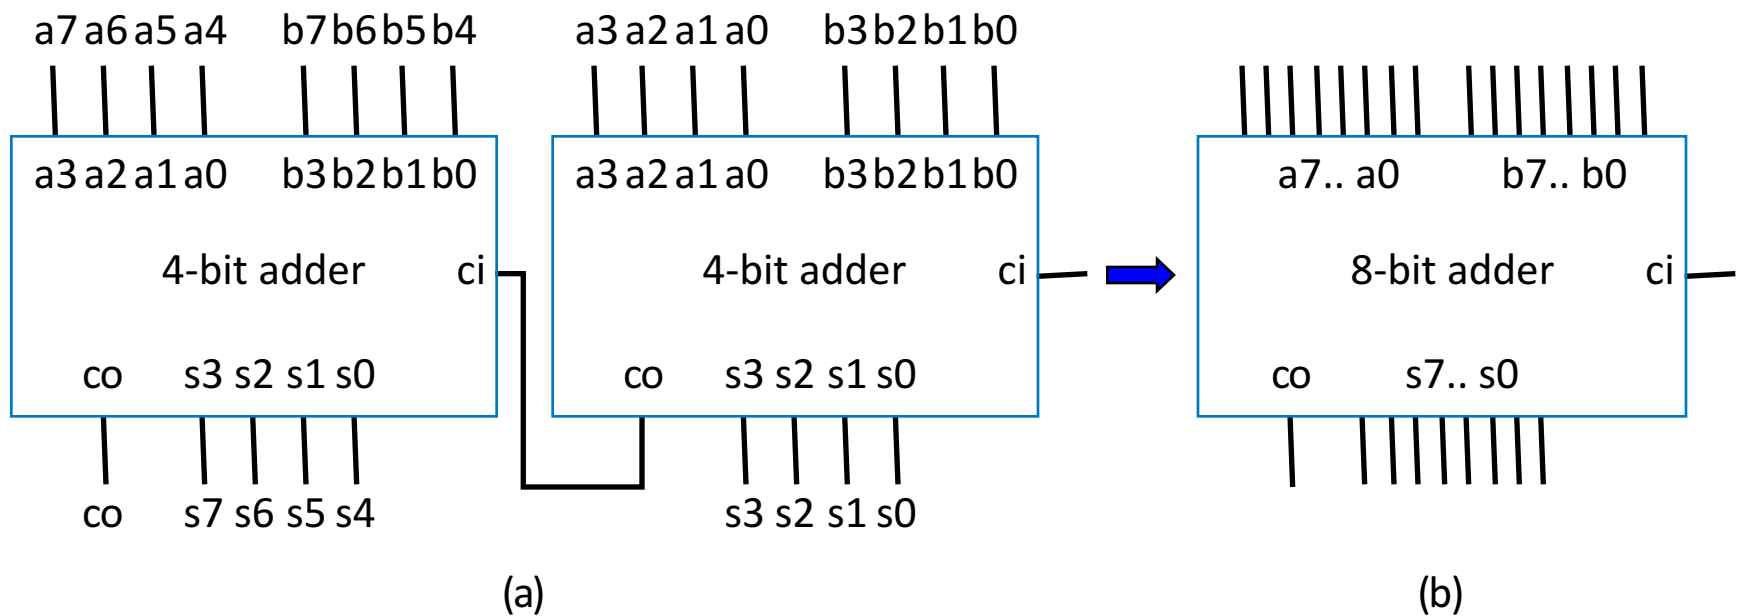 a7 a6 a5 a4 b7 b6 b5 b4 a3 a2 a1 a0 b3 b2 b1 b0
a3 a2 a1 a0 b3 b2 b1 b0 a3 a2 a1 a0 b3 b2 b1 b0 a7.. a0 b7.. b0
4-bit adder ci 4-bit adder ci 8-bit adder ci
co s3 s2 s1 s0 co s3 s2 s1 s0 co s7.. s0
co s7 s6 s5 s4 s3 s2 s1 s0
(a) (b)